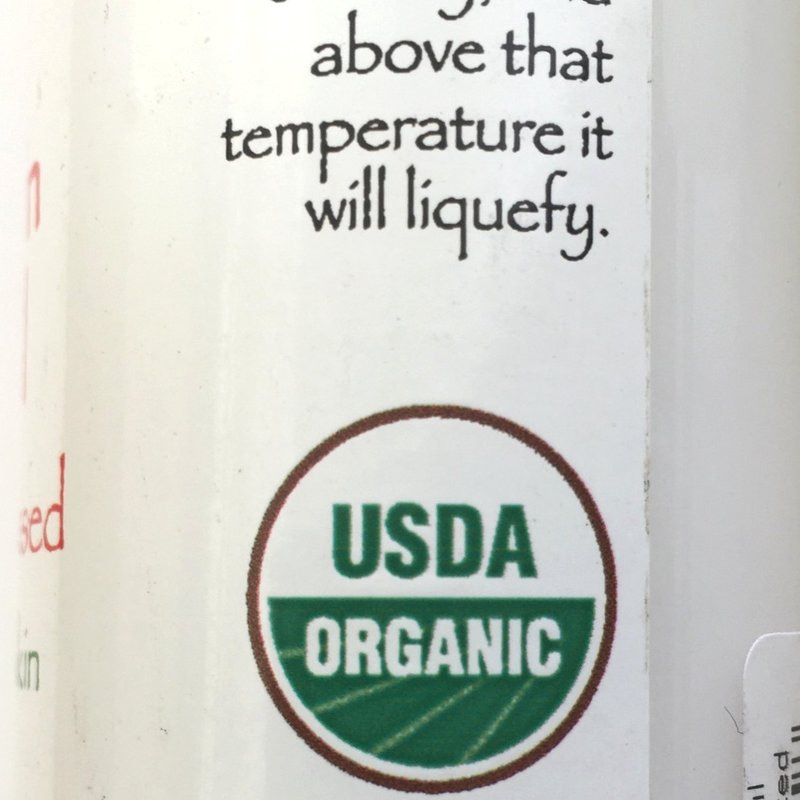 above that
temperature it
will liquefy.
USDA
ORGANIC